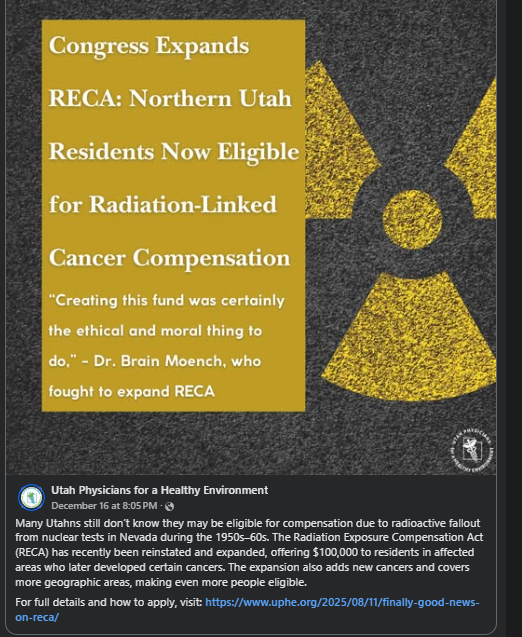 Congress Expands
RECA: Northern Utah
Residents Now Eligible
for Radiation-Linked
Cancer Compensation
“Creating this fund was certainly
the ethical and moral thing to
do,” - Dr. Brain Moench, who
fought to expand RECA
UTAH PHYSICIANS
FOR A HEALTHY ENVIRONMENT
Utah Physicians for a Healthy Environment
December 16 at 8:05 PM ·
Many Utahns still don't know they may be eligible for compensation due to radioactive fallout
from nuclear tests in Nevada during the 1950s–60s. The Radiation Exposure Compensation Act
(RECA) has recently been reinstated and expanded, offering $100,000 to residents in affected
areas who later developed certain cancers. The expansion also adds new cancers and covers
more geographic areas, making even more people eligible.
For full details and how to apply, visit: https://www.uphe.org/2025/08/11/finally-good-news-
on-reca/